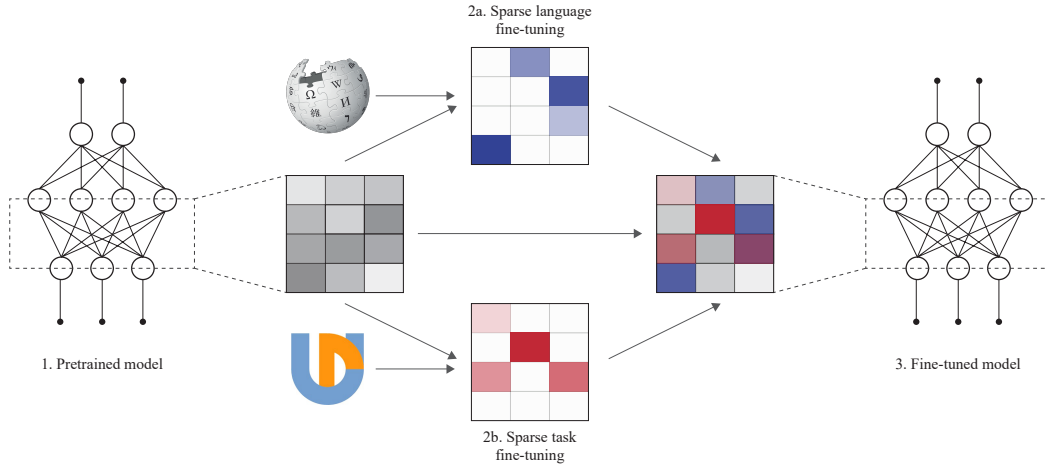 2a. Sparse language
fine-tuning
Ω
W
И
1. Pretrained model
3. Fine-tuned model
2b. Sparse task
fine-tuning